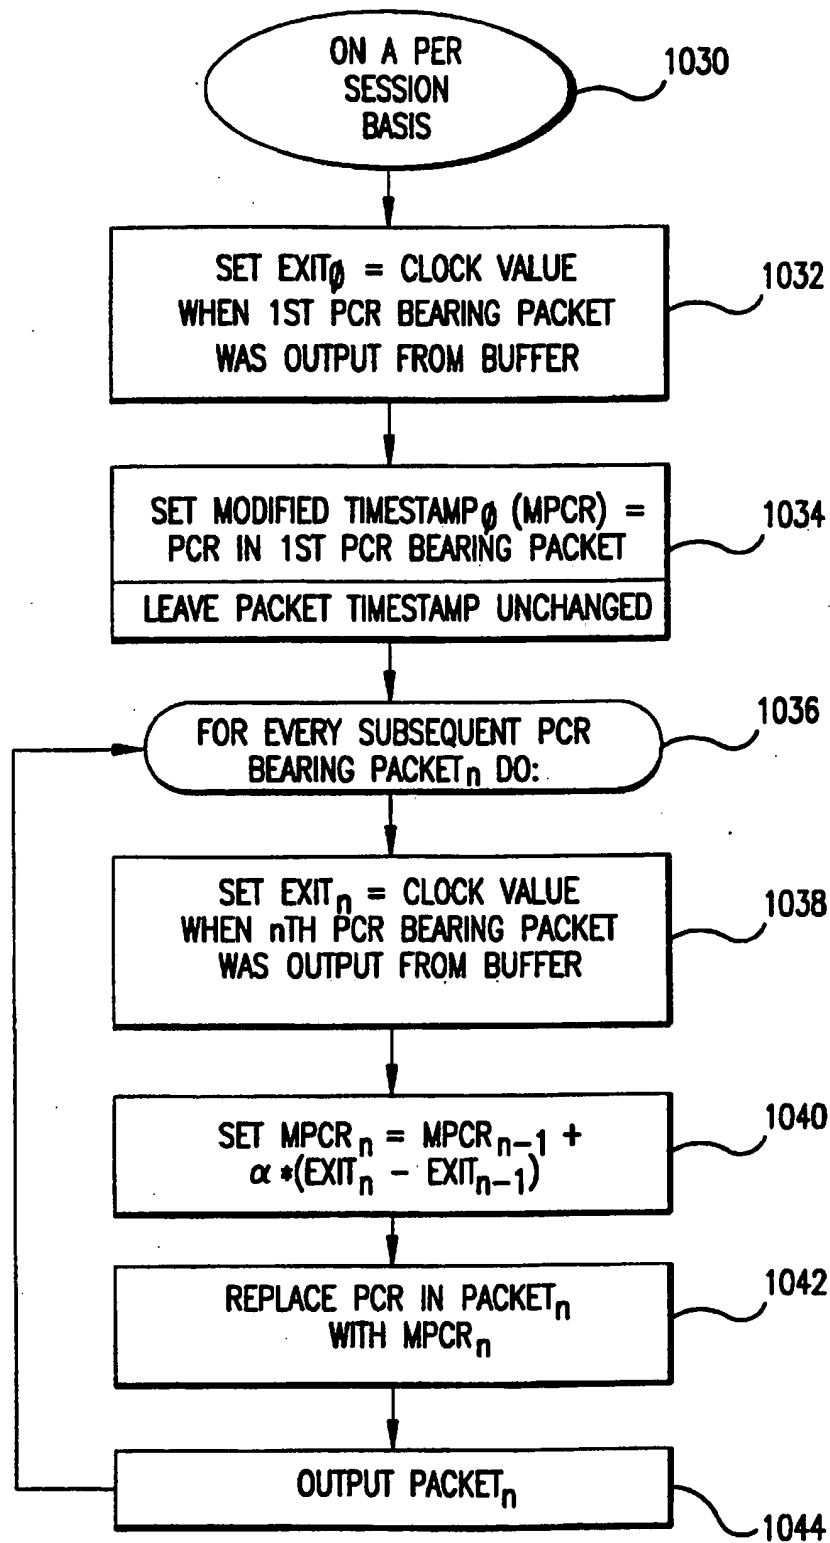 ON A PER
SESSION
BASIS
1030
SET EXIT₀ = CLOCK VALUE
WHEN 1ST PCR BEARING PACKET
WAS OUTPUT FROM BUFFER
1032
SET MODIFIED TIMESTAMP₀ (MPCR) =
PCR IN 1ST PCR BEARING PACKET
LEAVE PACKET TIMESTAMP UNCHANGED
1034
FOR EVERY SUBSEQUENT PCR
BEARING PACKETₙ DO:
1036
SET EXITₙ = CLOCK VALUE
WHEN nTH PCR BEARING PACKET
WAS OUTPUT FROM BUFFER
1038
SET MPCRₙ = MPCRₙ₋₁ +
α*(EXITₙ - EXITₙ₋₁)
1040
REPLACE PCR IN PACKETₙ
WITH MPCRₙ
1042
OUTPUT PACKETₙ
1044